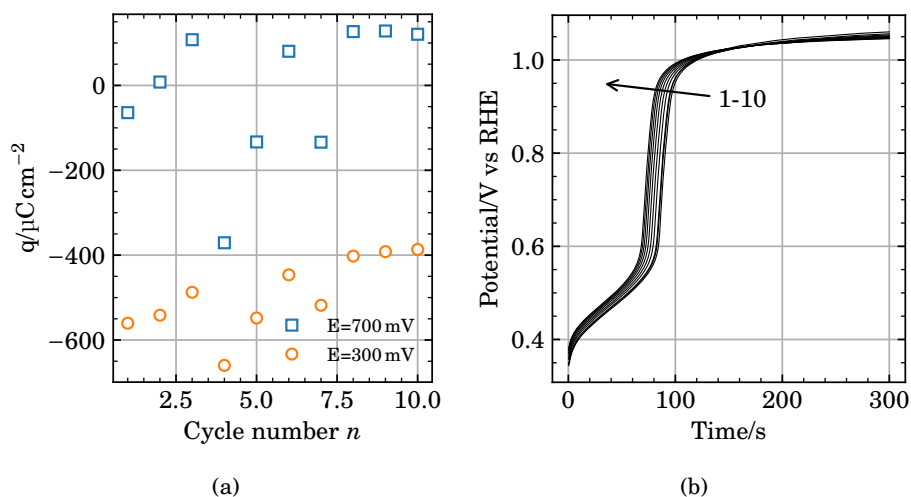 0
−200
−400
−600
q/µC cm−2
E=700 mV
E=300 mV
2.5
5.0
7.5
10.0
Cycle number n
(a)
1.0
0.8
0.6
0.4
Potential/V vs RHE
1-10
0
100
200
300
Time/s
(b)